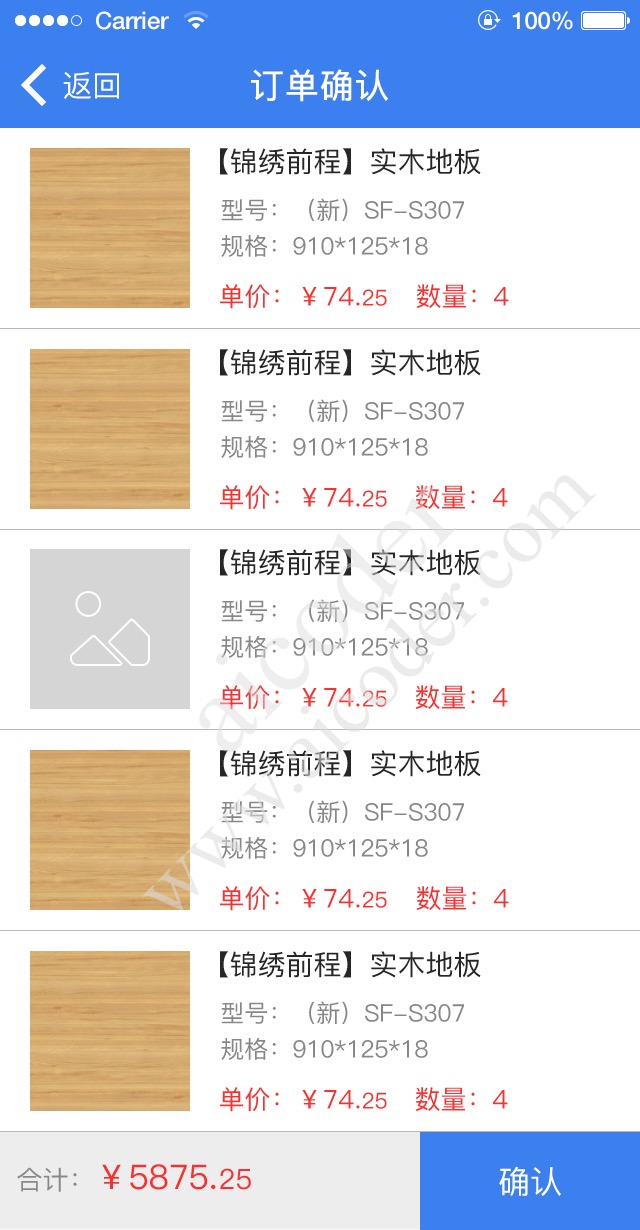 Carrier 100%
返回 订单确认
【锦绣前程】实木地板
型号：（新）SF-S307
规格：910*125*18
单价：￥74.25 数量：4
【锦绣前程】实木地板
型号：（新）SF-S307
规格：910*125*18
单价：￥74.25 数量：4
【锦绣前程】实木地板
型号：（新）SF-S307
规格：910*125*18
单价：￥74.25 数量：4
【锦绣前程】实木地板
型号：（新）SF-S307
规格：910*125*18
单价：￥74.25 数量：4
【锦绣前程】实木地板
型号：（新）SF-S307
规格：910*125*18
单价：￥74.25 数量：4
合计：￥5875.25 确认
aicoder
www.aicoder.com